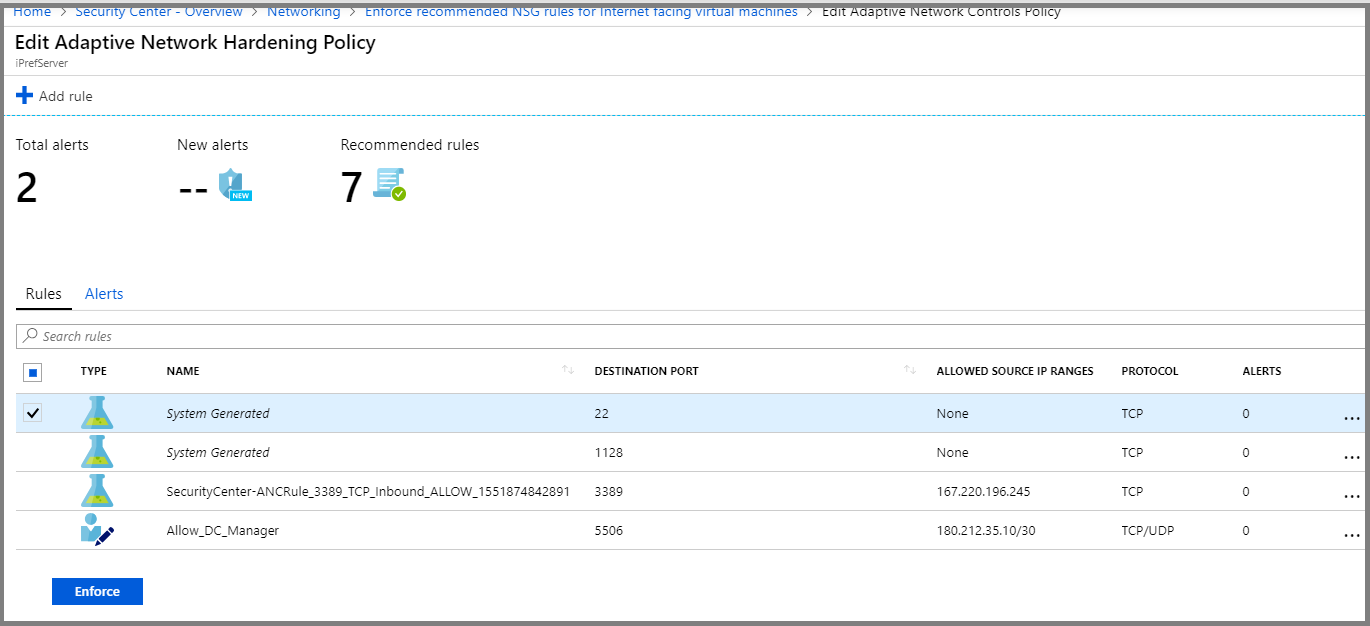 Home > Security Center - Overview > Networking > Enforce recommended NSG rules for Internet facing virtual machines > Edit Adaptive Network Controls Policy
Edit Adaptive Network Hardening Policy
iPrefServer
Add rule
Total alerts New alerts Recommended rules
2 -- NEW 7
Rules Alerts
Search rules
TYPE NAME DESTINATION PORT ALLOWED SOURCE IP RANGES PROTOCOL ALERTS
System Generated 22 None TCP 0 ...
System Generated 1128 None TCP 0 ...
SecurityCenter-ANCRule_3389_TCP_Inbound_ALLOW_1551874842891 3389 167.220.196.245 TCP 0 ...
Allow_DC_Manager 5506 180.212.35.10/30 TCP/UDP 0 ...
Enforce